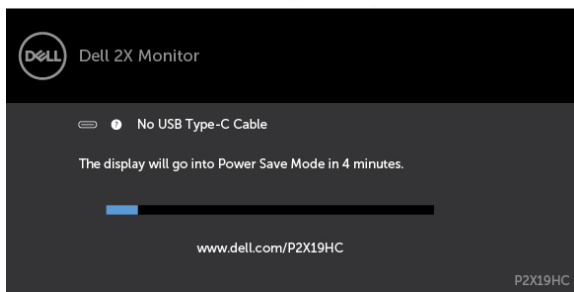 DELL Dell 2X Monitor
? No USB Type-C Cable
The display will go into Power Save Mode in 4 minutes.
www.dell.com/P2X19HC
P2X19HC